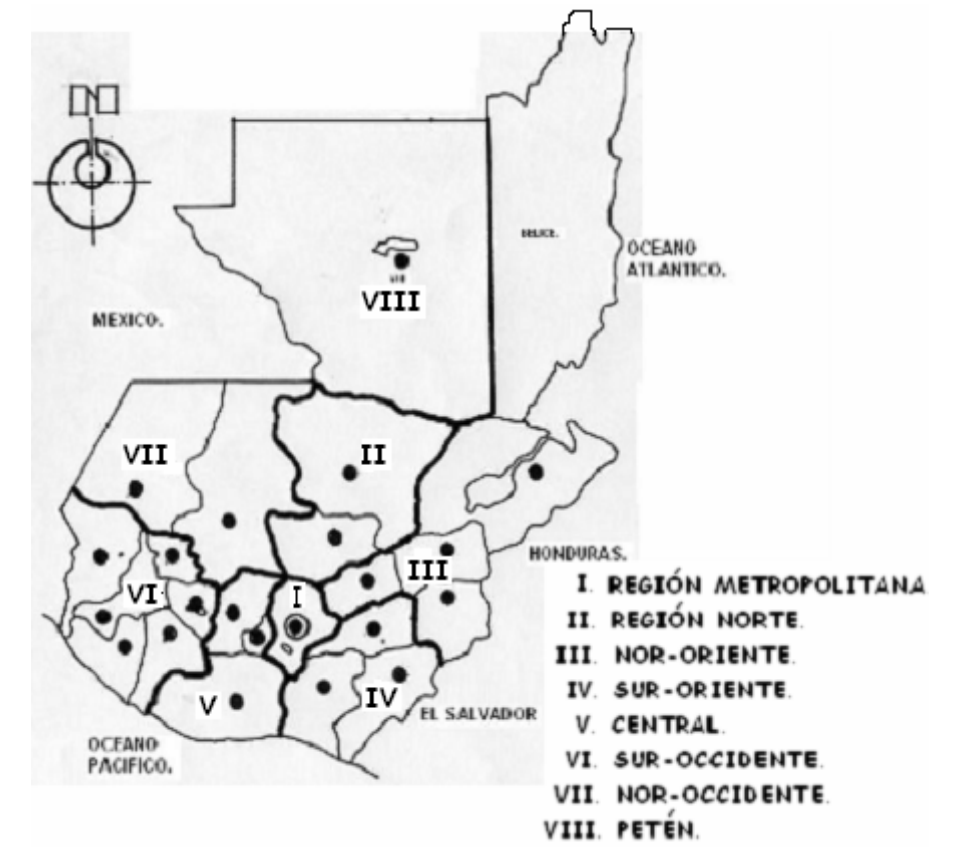 N
BELICE.
OCEANO
ATLANTICO.
VIII
MEXICO.
VII
II
HONDURAS.
III
VI
I
IV
V
EL SALVADOR
OCEANO
PACIFICO.
I. REGIÓN METROPOLITANA
II. REGIÓN NORTE.
III. NOR-ORIENTE.
IV. SUR-ORIENTE.
V. CENTRAL.
VI. SUR-OCCIDENTE.
VII. NOR-OCCIDENTE.
VIII. PETÉN.